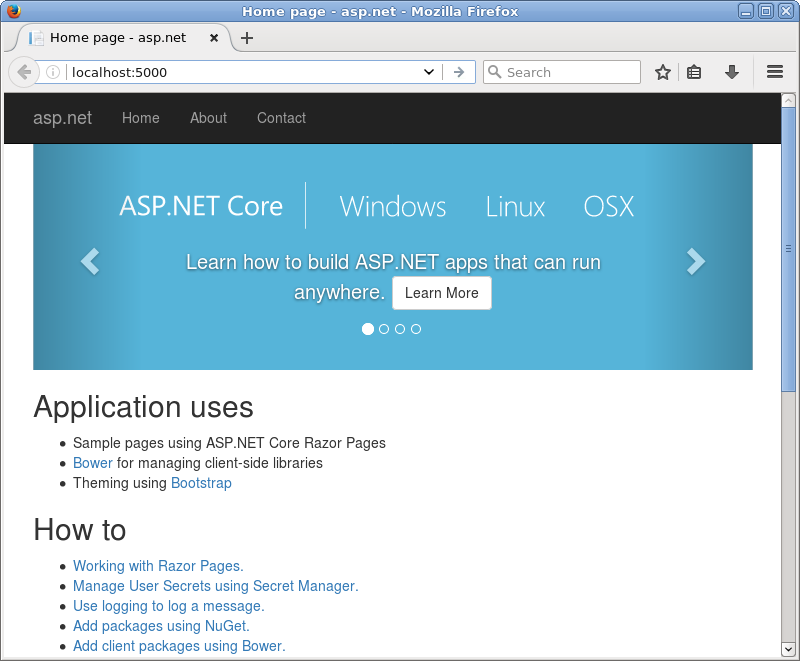 Home page - asp.net - Mozilla Firefox
Home page - asp.net
localhost:5000
Search
asp.net Home About Contact
ASP.NET Core Windows Linux OSX
Learn how to build ASP.NET apps that can run
anywhere. Learn More
Application uses
Sample pages using ASP.NET Core Razor Pages
Bower for managing client-side libraries
Theming using Bootstrap
How to
Working with Razor Pages.
Manage User Secrets using Secret Manager.
Use logging to log a message.
Add packages using NuGet.
Add client packages using Bower.